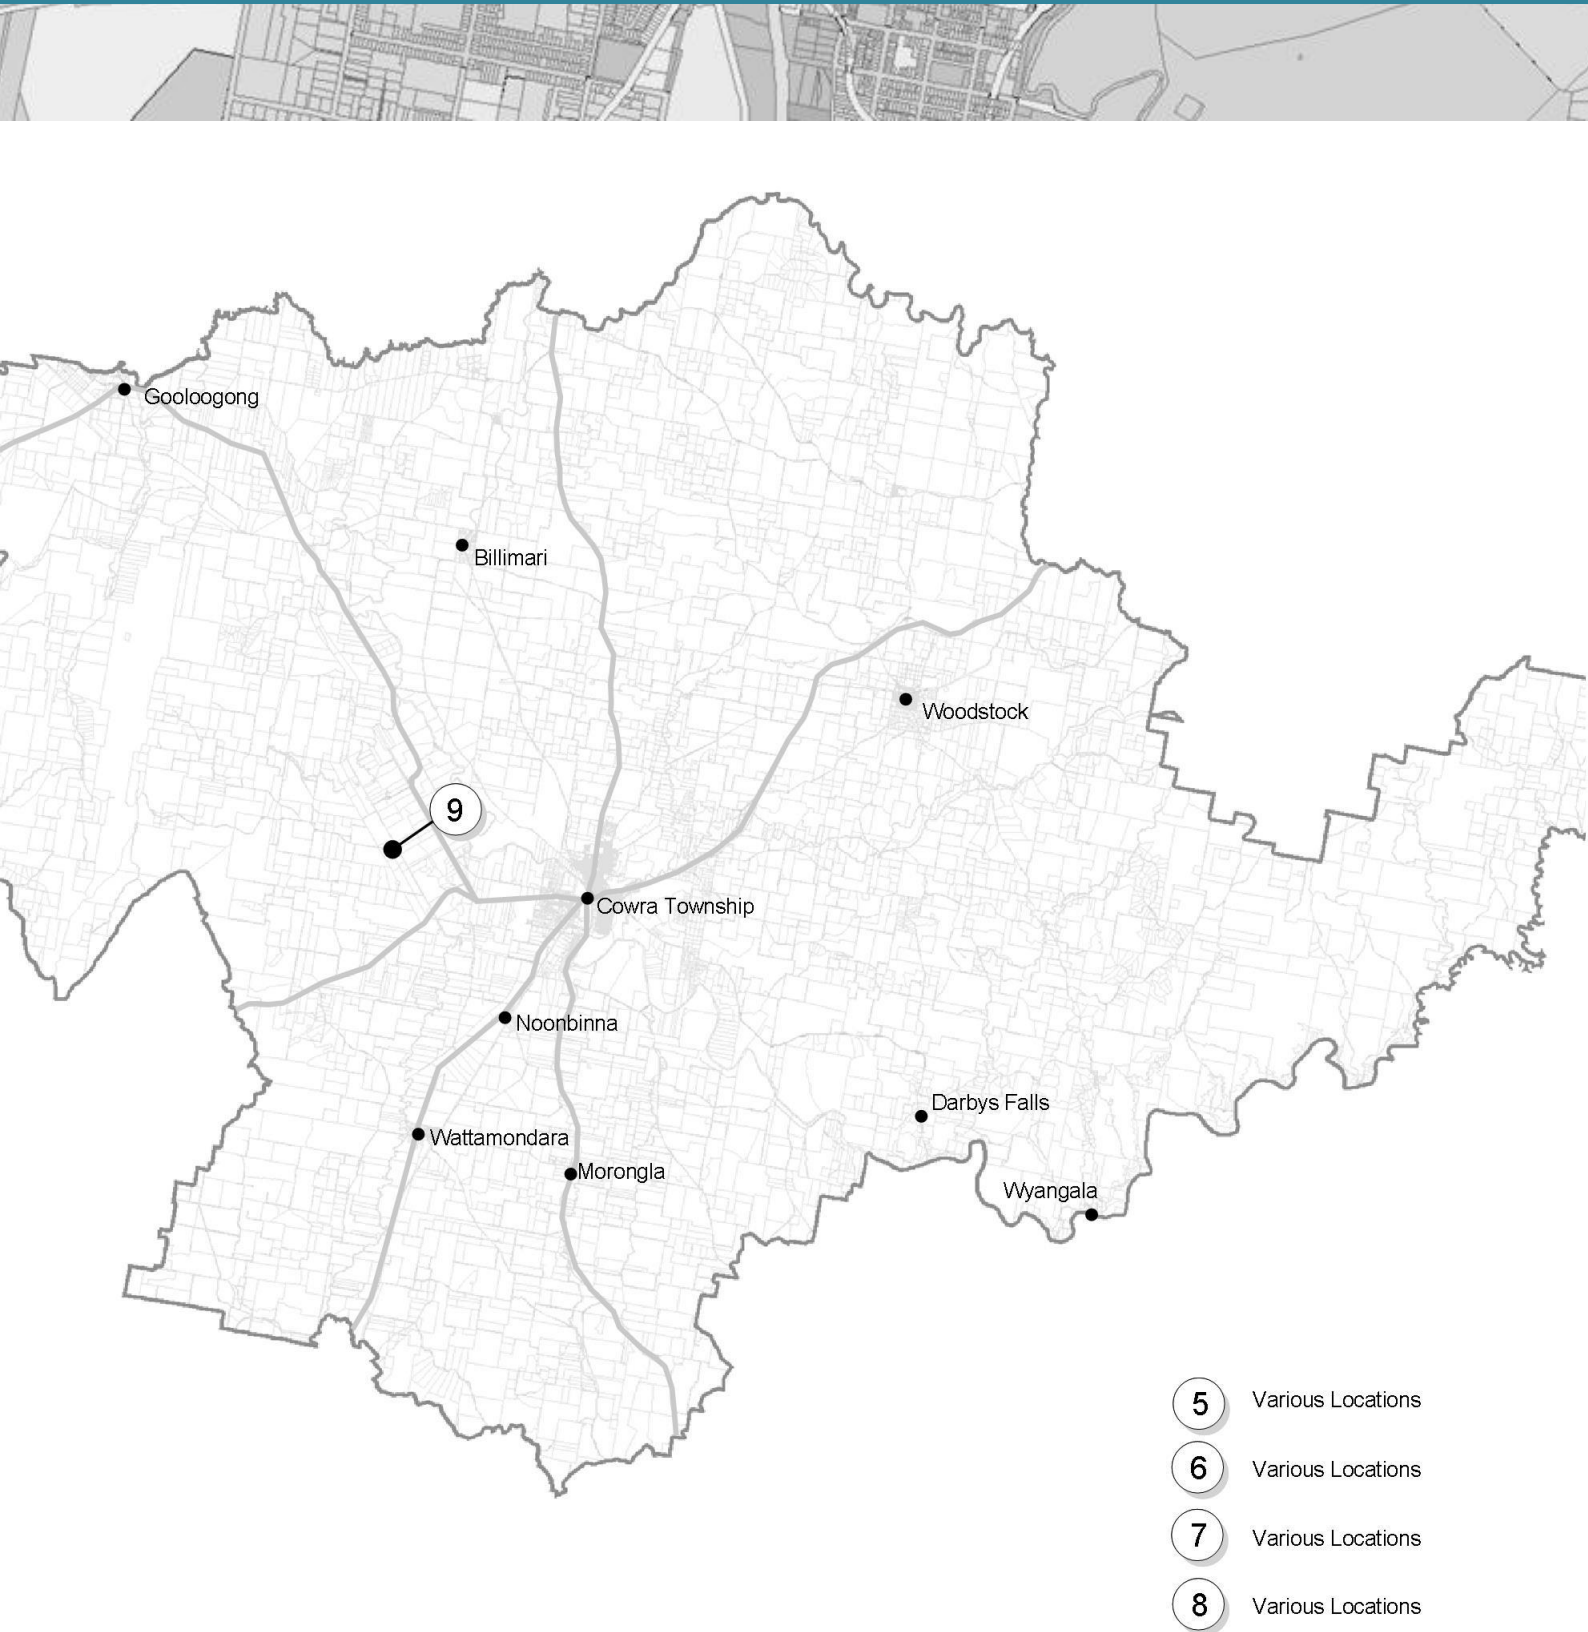 Gooloogong
Billimari
Woodstock
9
Cowra Township
Noonbinna
Darbys Falls
Wattamondara
Morongla
Wyangala
5 Various Locations
6 Various Locations
7 Various Locations
8 Various Locations